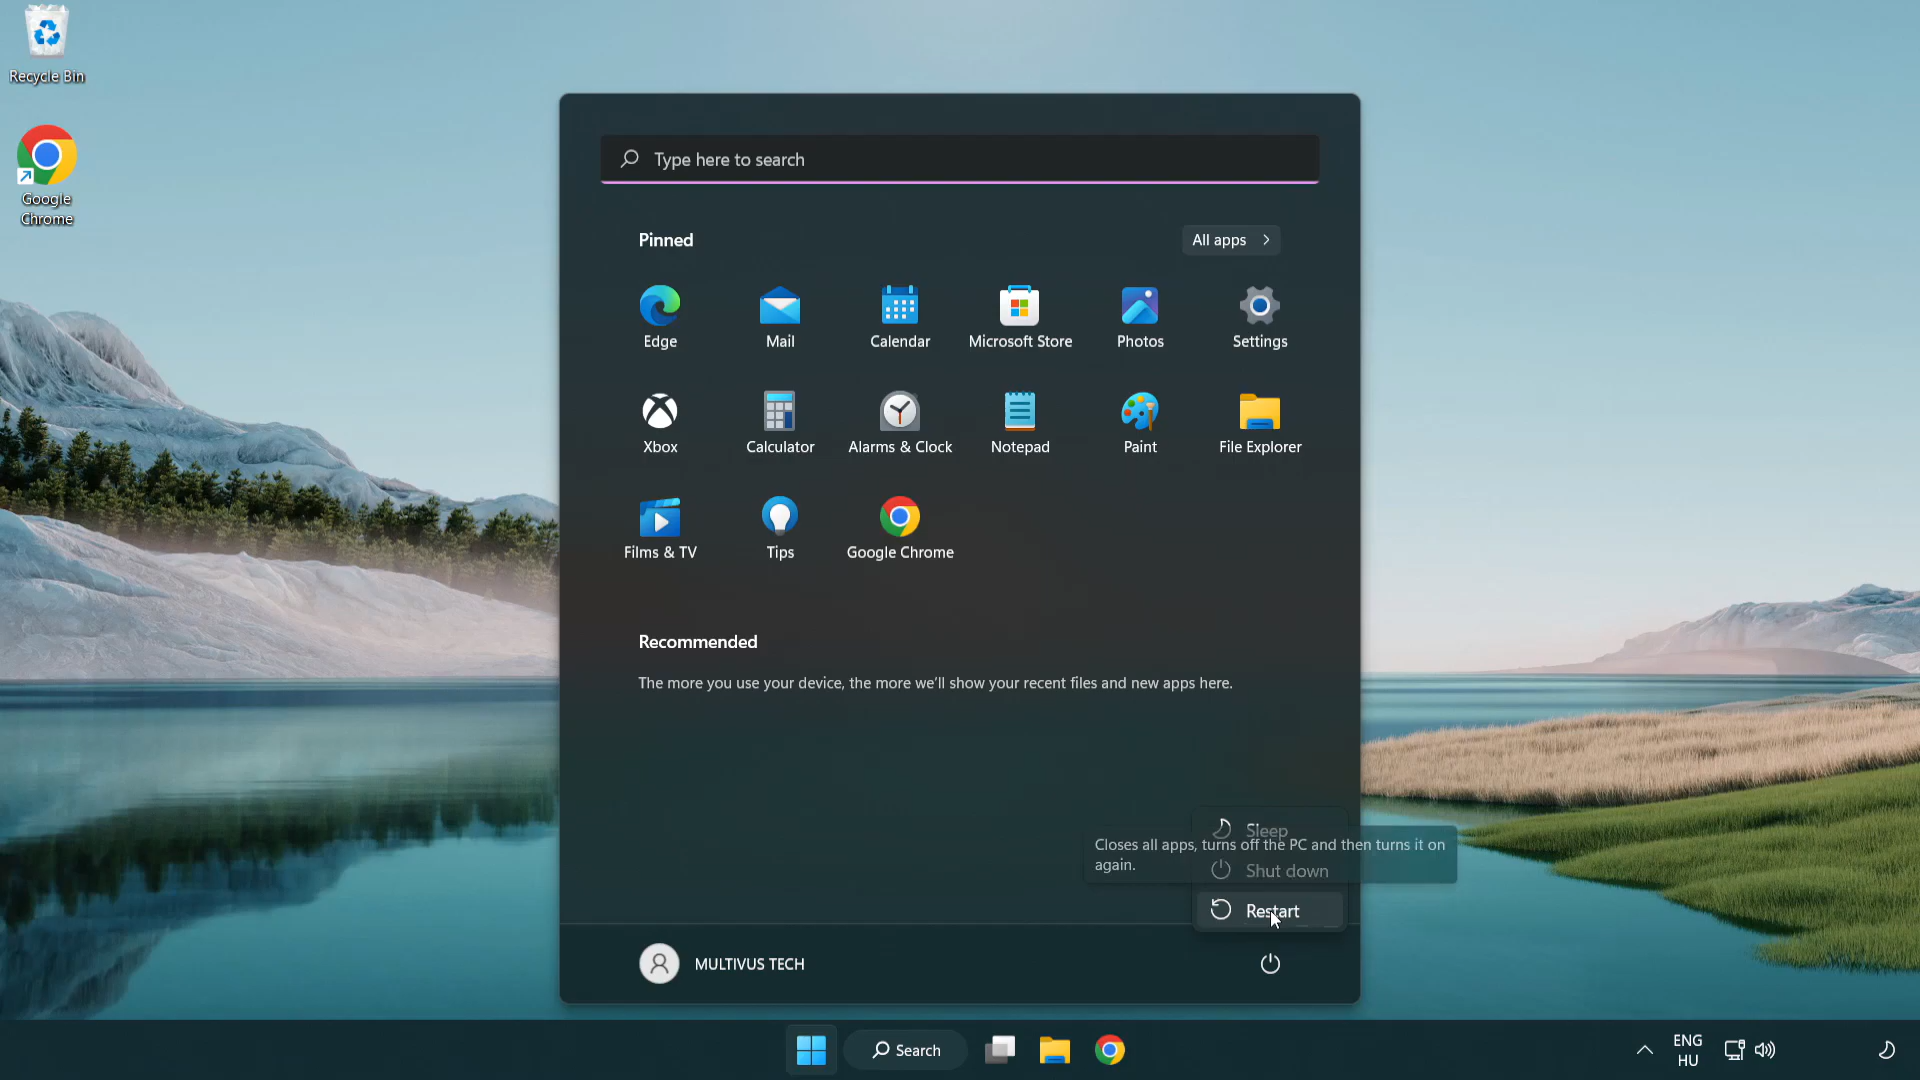 Recycle Bin
Google
Chrome
Type here to search
Pinned
All apps
Edge
Mail
Calendar
Microsoft Store
Photos
Settings
Xbox
Calculator
Alarms & Clock
Notepad
Paint
File Explorer
Films & TV
Tips
Google Chrome
Recommended
The more you use your device, the more we'll show your recent files and new apps here.
Sleep
Closes all apps, turns off the PC and then turns it on
again.
Shut down
Restart
MULTIVUS TECH
Search
ENG
HU